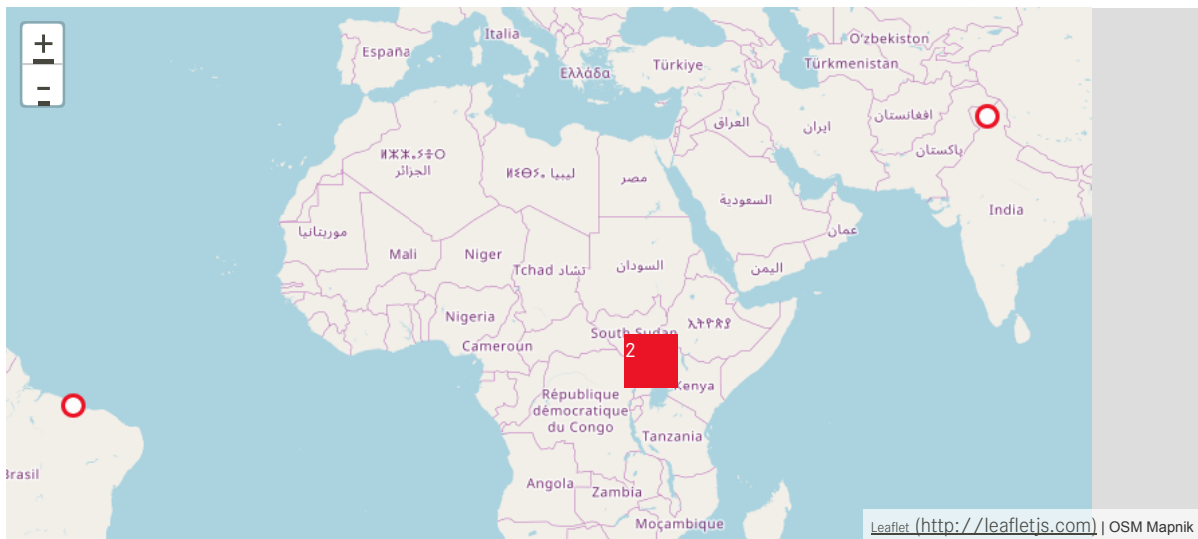 +
-
España
Italia
Ελλάδα
Türkiye
Oʻzbekiston
Türkmenistan
العراق
ایران
افغانستان
پاکستان
India
ⵍⵣⵣⴰⵢⴻⵔ
الجزائر
ⵍⵉⴱⵢⴰ ليبيا
مصر
السعودية
عمان
اليمن
موريتانيا
Mali
Niger
Tchad تشاد
السودان
Nigeria
Cameroun
South Sudan
ኢትዮጵያ
2
Kenya
République
démocratique
du Congo
Tanzania
Angola
Zambia
Moçambique
Brasil
Leaflet (http://leafletjs.com) | OSM Mapnik